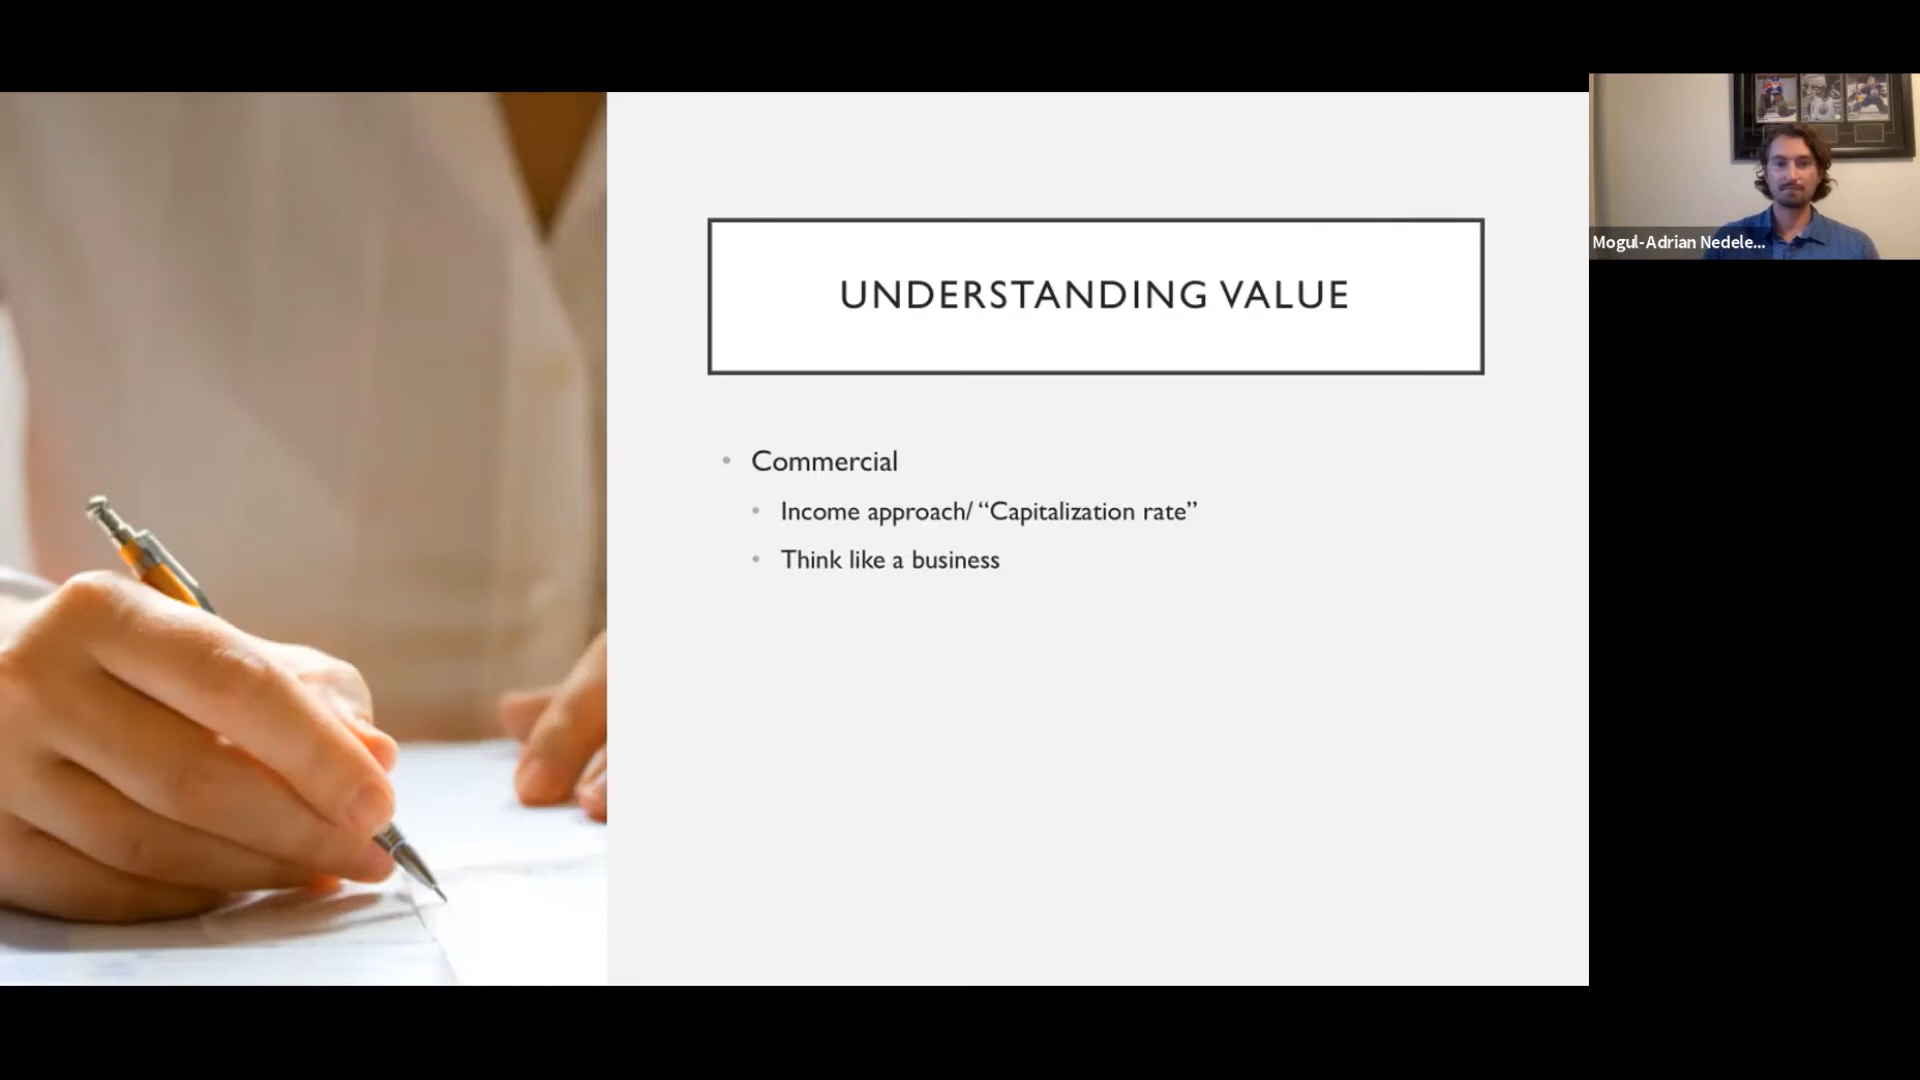 UNDERSTANDING VALUE
Commercial
Income approach/ “Capitalization rate”
Think like a business
Mogul-Adrian Nedele...